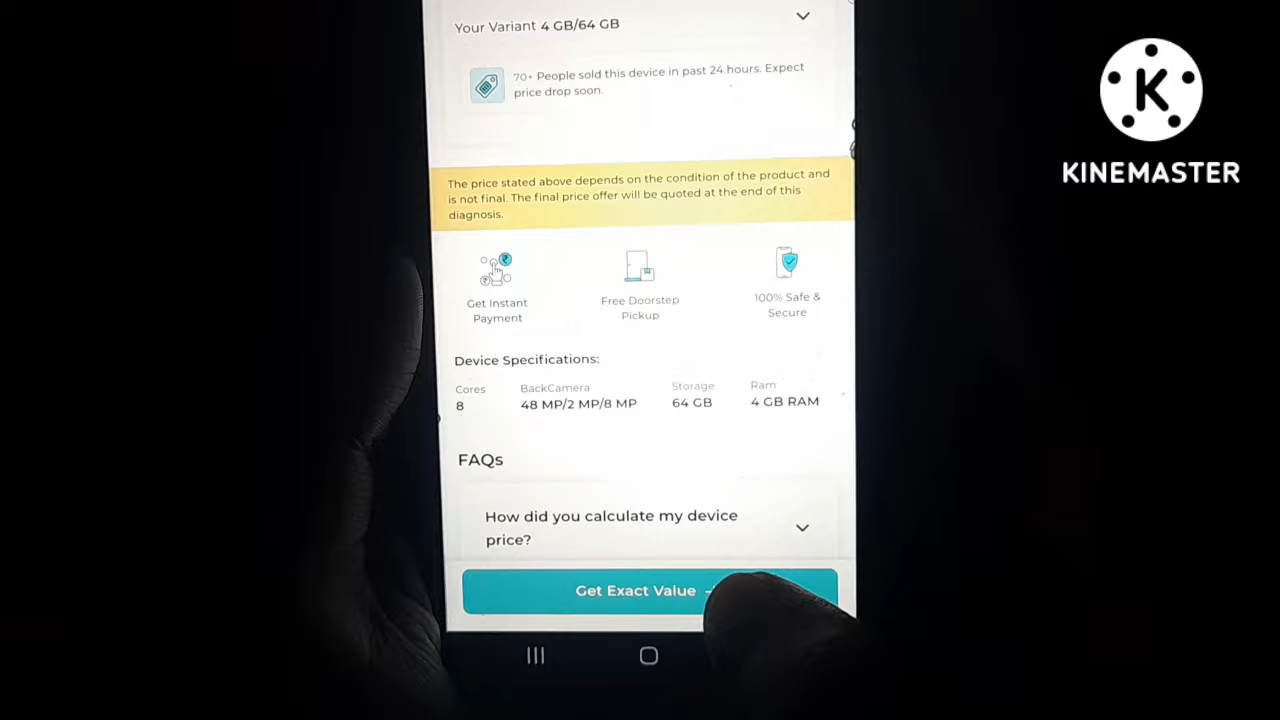 Your Variant 4 GB/64 GB
70+ People sold this device in past 24 hours. Expect
price drop soon.
The price stated above depends on the condition of the product and
is not final. The final price offer will be quoted at the end of this
diagnosis.
Get Instant
Payment
Free Doorstep
Pickup
100% Safe &
Secure
Device Specifications:
Cores
8
BackCamera
48 MP/2 MP/8 MP
Storage
64 GB
Ram
4 GB RAM
FAQs
How did you calculate my device
price?
Get Exact Value
K
KINEMASTER